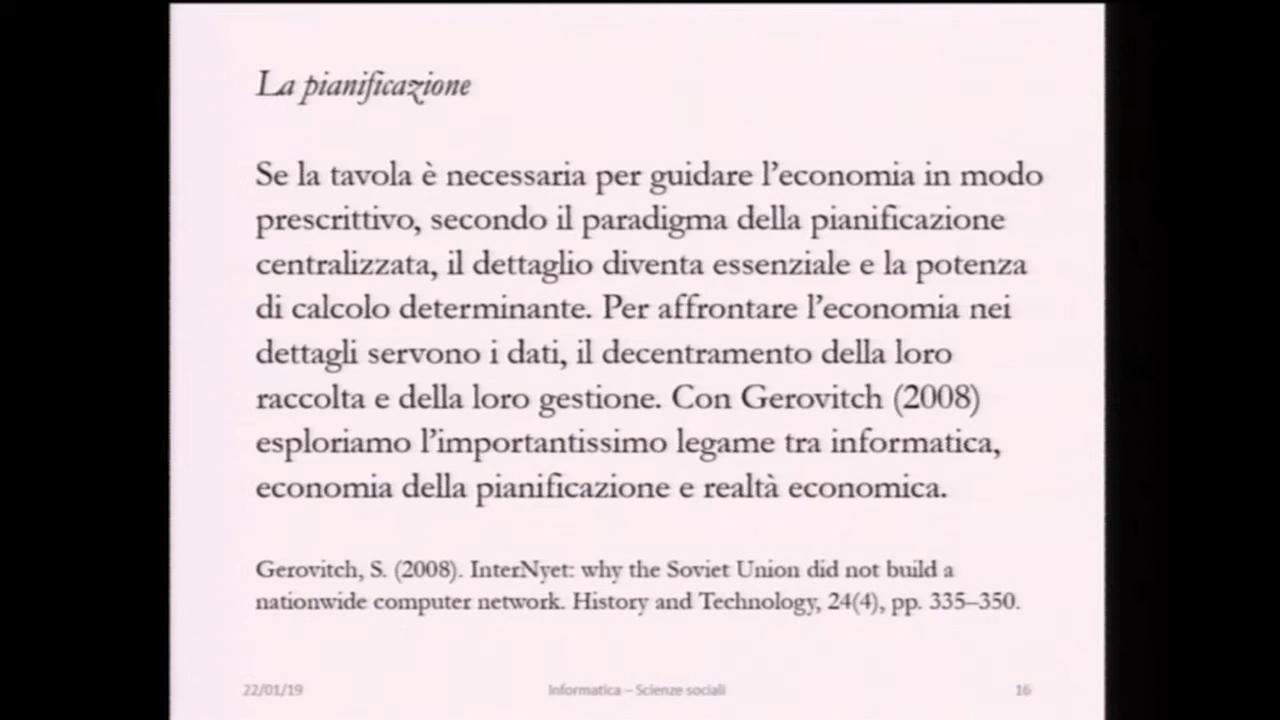 La pianificazione
Se la tavola è necessaria per guidare l’economia in modo
prescrittivo, secondo il paradigma della pianificazione
centralizzata, il dettaglio diventa essenziale e la potenza
di calcolo determinante. Per affrontare l’economia nei
dettagli servono i dati, il decentramento della loro
raccolta e della loro gestione. Con Gerovitch (2008)
esploriamo l’importantissimo legame tra informatica,
economia della pianificazione e realtà economica.
Gerovitch, S. (2008). InterNyet: why the Soviet Union did not build a
nationwide computer network. History and Technology, 24(4), pp. 335–350.
22/01/19 Informatica – Scienze sociali 16